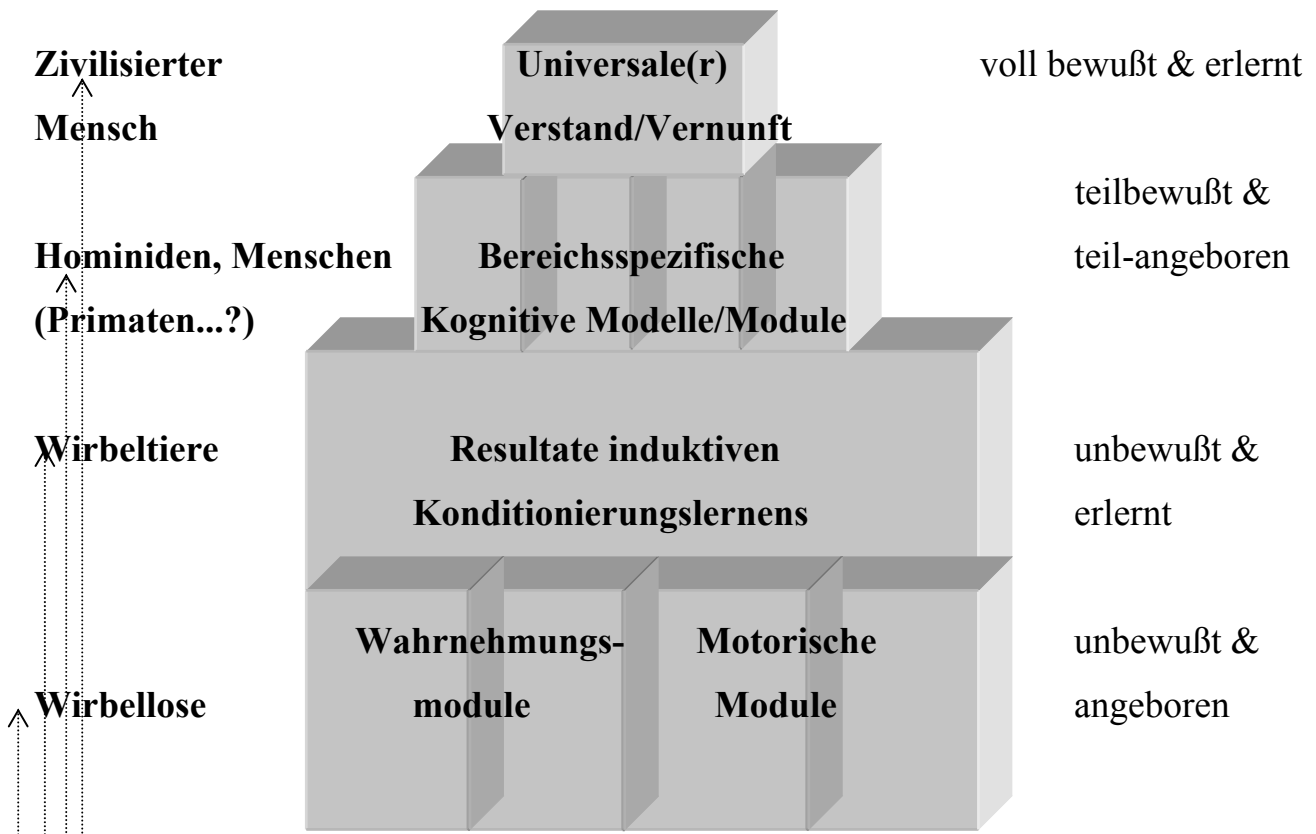 Zivilisierter Universale(r) voll bewußt & erlernt
Mensch Verstand/Vernunft
teilbewußt &
Hominiden, Menschen Bereichsspezifische teil-angeboren
(Primaten...?) Kognitive Modelle/Module
Wirbeltiere Resultate induktiven unbewußt &
Konditionierungslernens erlernt
Wahrnehmungs- Motorische unbewußt &
Wirbellose module Module angeboren